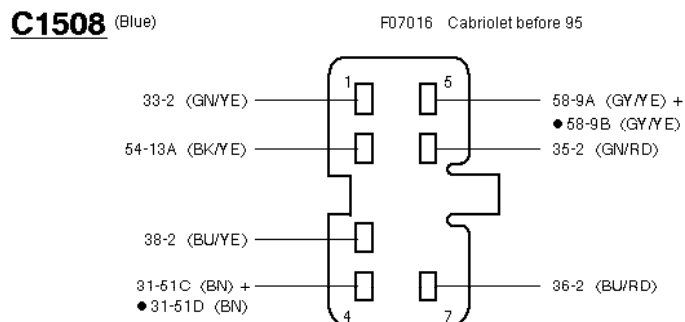 C1508 (Blue)
F07016 Cabriolet before 95
1
5
33-2 (GN/YE)
58-9A (GY/YE) +
● 58-9B (GY/YE)
54-13A (BK/YE)
35-2 (GN/RD)
38-2 (BU/YE)
31-51C (BN) +
● 31-51D (BN)
36-2 (BU/RD)
4
7